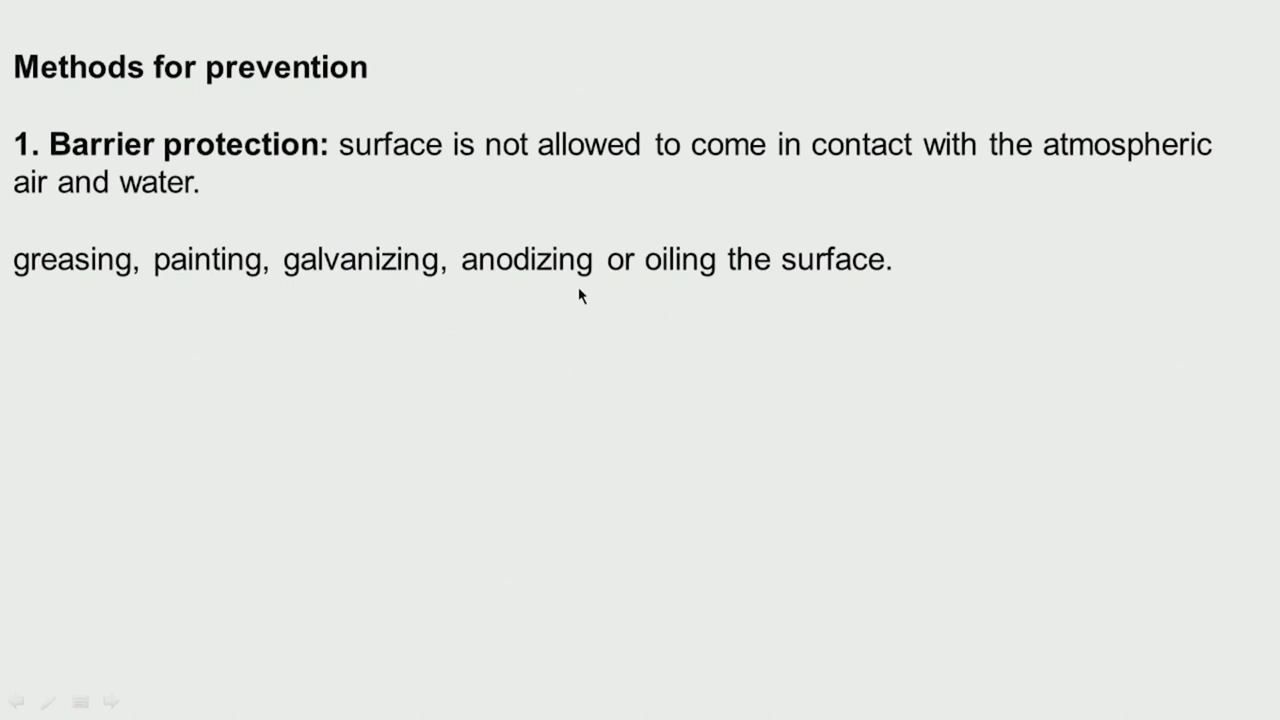 Methods for prevention
1. Barrier protection: surface is not allowed to come in contact with the atmospheric
air and water.
greasing, painting, galvanizing, anodizing or oiling the surface.